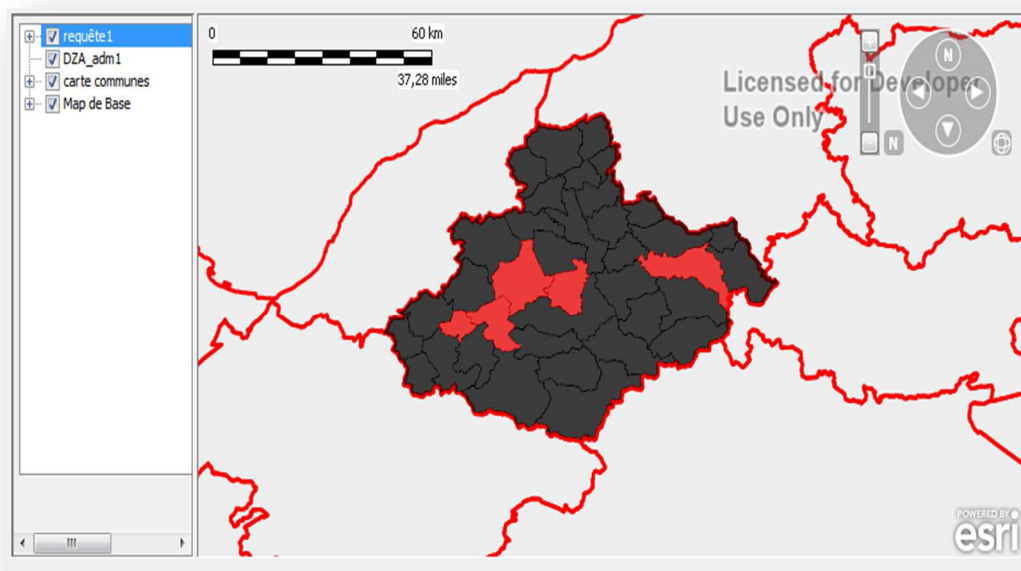 requête1
DZA_adm1
carte communes
Map de Base
0 60 km
37,28 miles
Licensed for Developer
Use Only
N
N
POWERED BY
esri